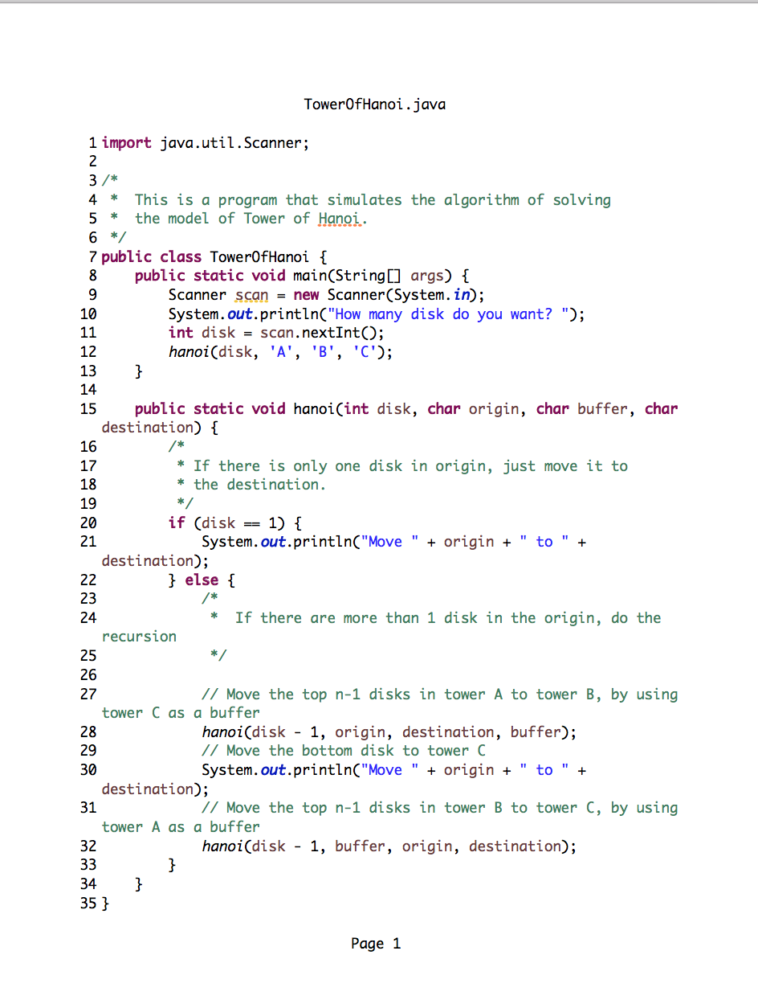 TowerOfHanoi.java
1 import java.util.Scanner;
2
3 /*
4  *  This is a program that simulates the algorithm of solving
5  *  the model of Tower of Hanoi.
6  */
7 public class TowerOfHanoi {
8     public static void main(String[] args) {
9         Scanner scan = new Scanner(System.in);
10         System.out.println("How many disk do you want? ");
11         int disk = scan.nextInt();
12         hanoi(disk, 'A', 'B', 'C');
13     }
14
15     public static void hanoi(int disk, char origin, char buffer, char
destination) {
16         /*
17          * If there is only one disk in origin, just move it to
18          * the destination.
19          */
20         if (disk == 1) {
21             System.out.println("Move " + origin + " to " +
destination);
22         } else {
23             /*
24              *  If there are more than 1 disk in the origin, do the
recursion
25              */
26
27             // Move the top n-1 disks in tower A to tower B, by using
tower C as a buffer
28             hanoi(disk - 1, origin, destination, buffer);
29             // Move the bottom disk to tower C
30             System.out.println("Move " + origin + " to " +
destination);
31             // Move the top n-1 disks in tower B to tower C, by using
tower A as a buffer
32             hanoi(disk - 1, buffer, origin, destination);
33         }
34     }
35 }
Page 1